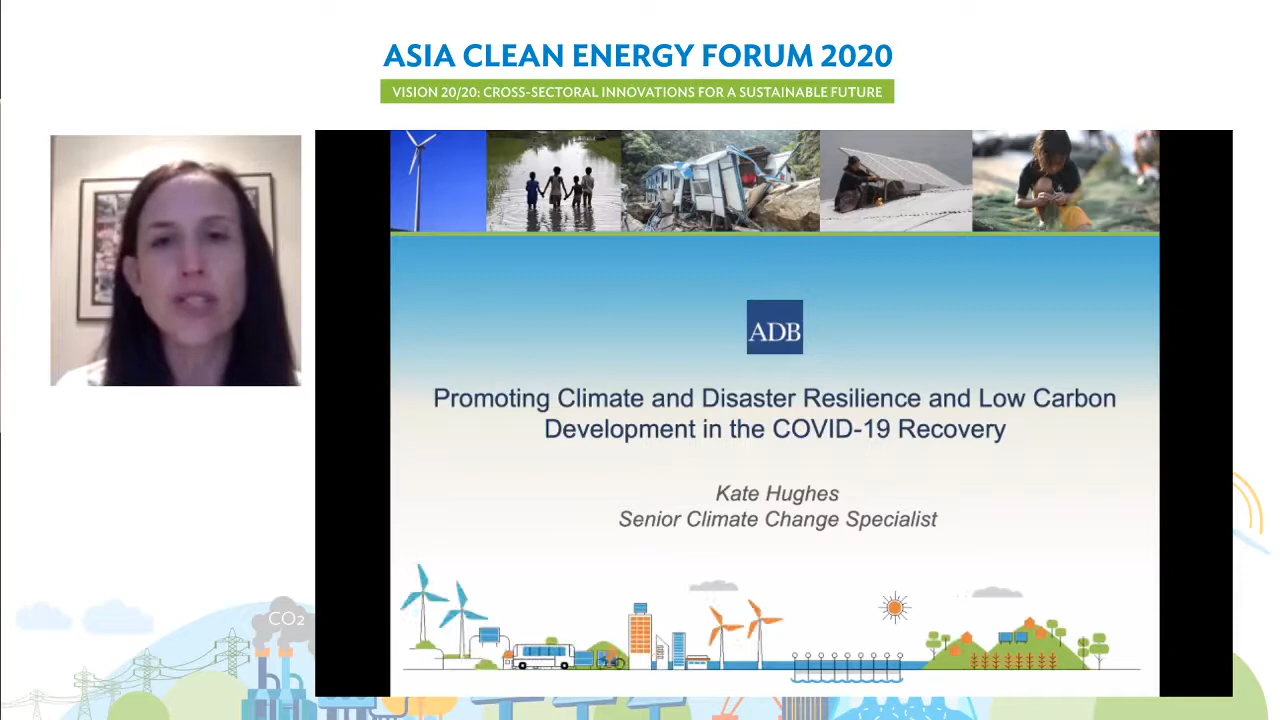 ASIA CLEAN ENERGY FORUM 2020
VISION 20/20: CROSS-SECTORAL INNOVATIONS FOR A SUSTAINABLE FUTURE
ADB
Promoting Climate and Disaster Resilience and Low Carbon
Development in the COVID-19 Recovery
Kate Hughes
Senior Climate Change Specialist
CO2